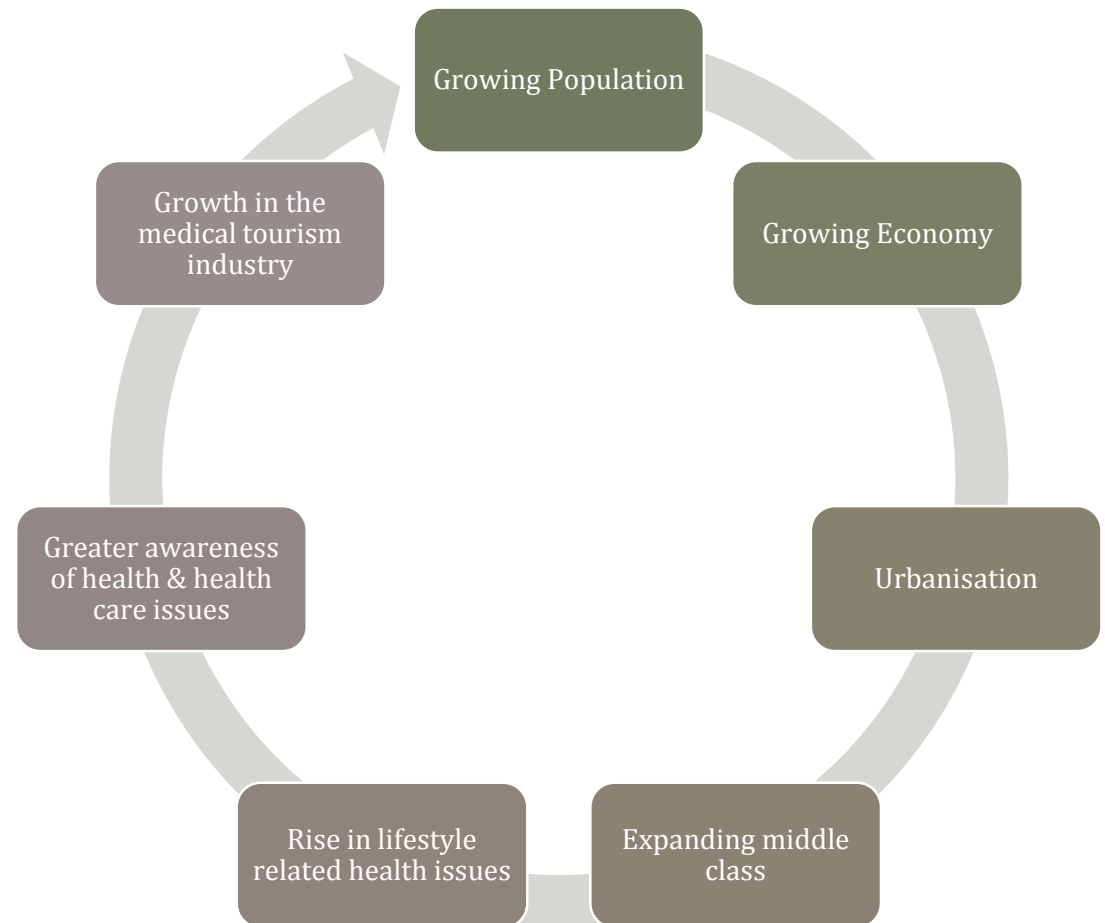 Growing Population
Growing Economy
Urbanisation
Expanding middle
class
Rise in lifestyle
related health issues
Greater awareness
of health & health
care issues
Growth in the
medical tourism
industry